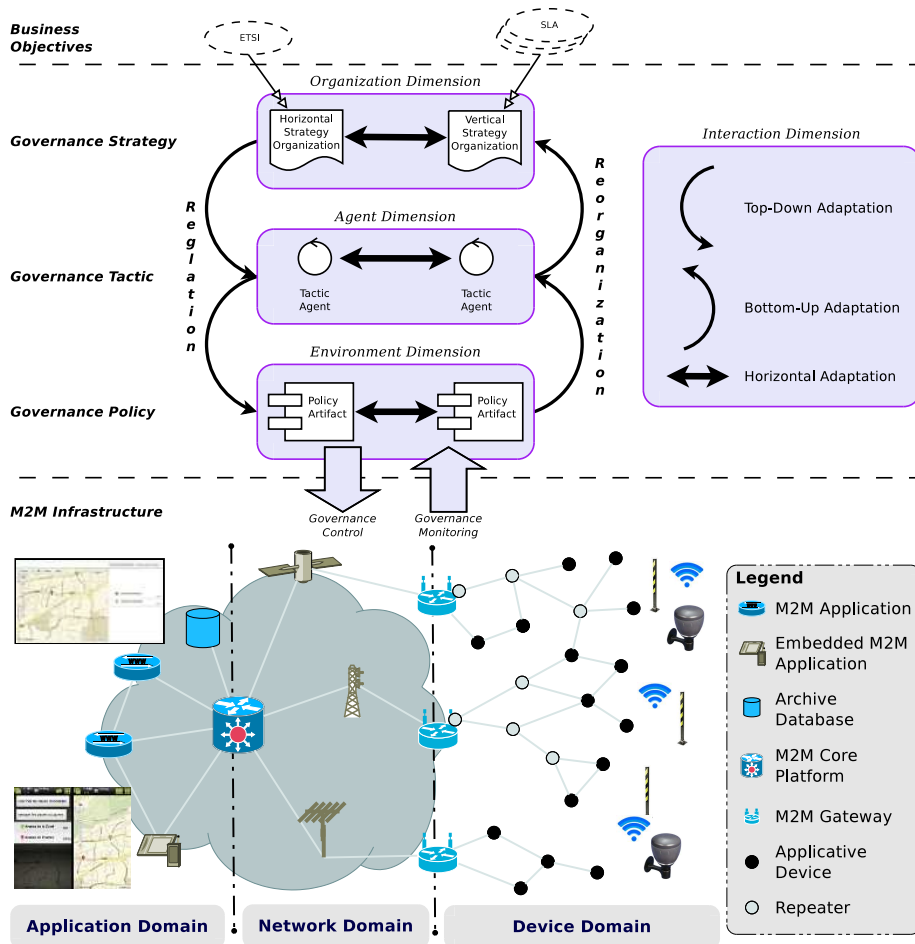 Business
Objectives
ETSI
SLA
Organization Dimension
Governance Strategy
Horizontal
Strategy
Organization
Vertical
Strategy
Organization
Interaction Dimension
Top-Down Adaptation
Bottom-Up Adaptation
Horizontal Adaptation
Reglation
Reorganization
Agent Dimension
Governance Tactic
Tactic
Agent
Tactic
Agent
Environment Dimension
Governance Policy
Policy
Artifact
Policy
Artifact
M2M Infrastructure
Governance
Control
Governance
Monitoring
Legend
M2M Application
Embedded M2M
Application
Archive
Database
M2M Core
Platform
M2M Gateway
Applicative
Device
Repeater
Application Domain
Network Domain
Device Domain